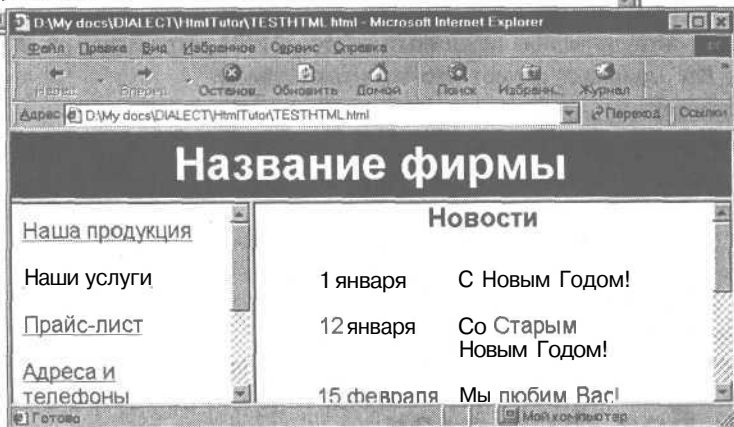 D:\My docs\DIALECT\HtmlTutor\TESTHTML.html - Microsoft Internet Explorer
Файл Правка Вид Избранное Сервис Справка
Назад Вперед Останов. Обновить Домой Поиск Избранн... Журнал
Адрес D:\My docs\DIALECT\HtmlTutor\TESTHTML.html Переход Ссылки
Название фирмы
Наша продукция
Наши услуги
Прайс-лист
Адреса и
телефоны
Новости
1 января С Новым Годом!
12 января Со Старым
Новым Годом!
15 февраля Мы любим Вас!
Готово Мой компьютер